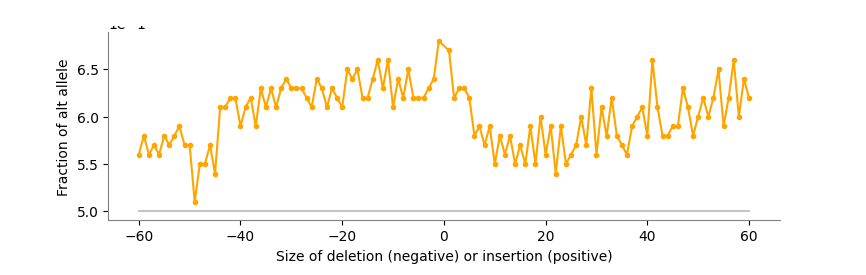 6.5
6.0
5.5
5.0
Fraction of alt allele
−60 −40 −20 0 20 40 60
Size of deletion (negative) or insertion (positive)